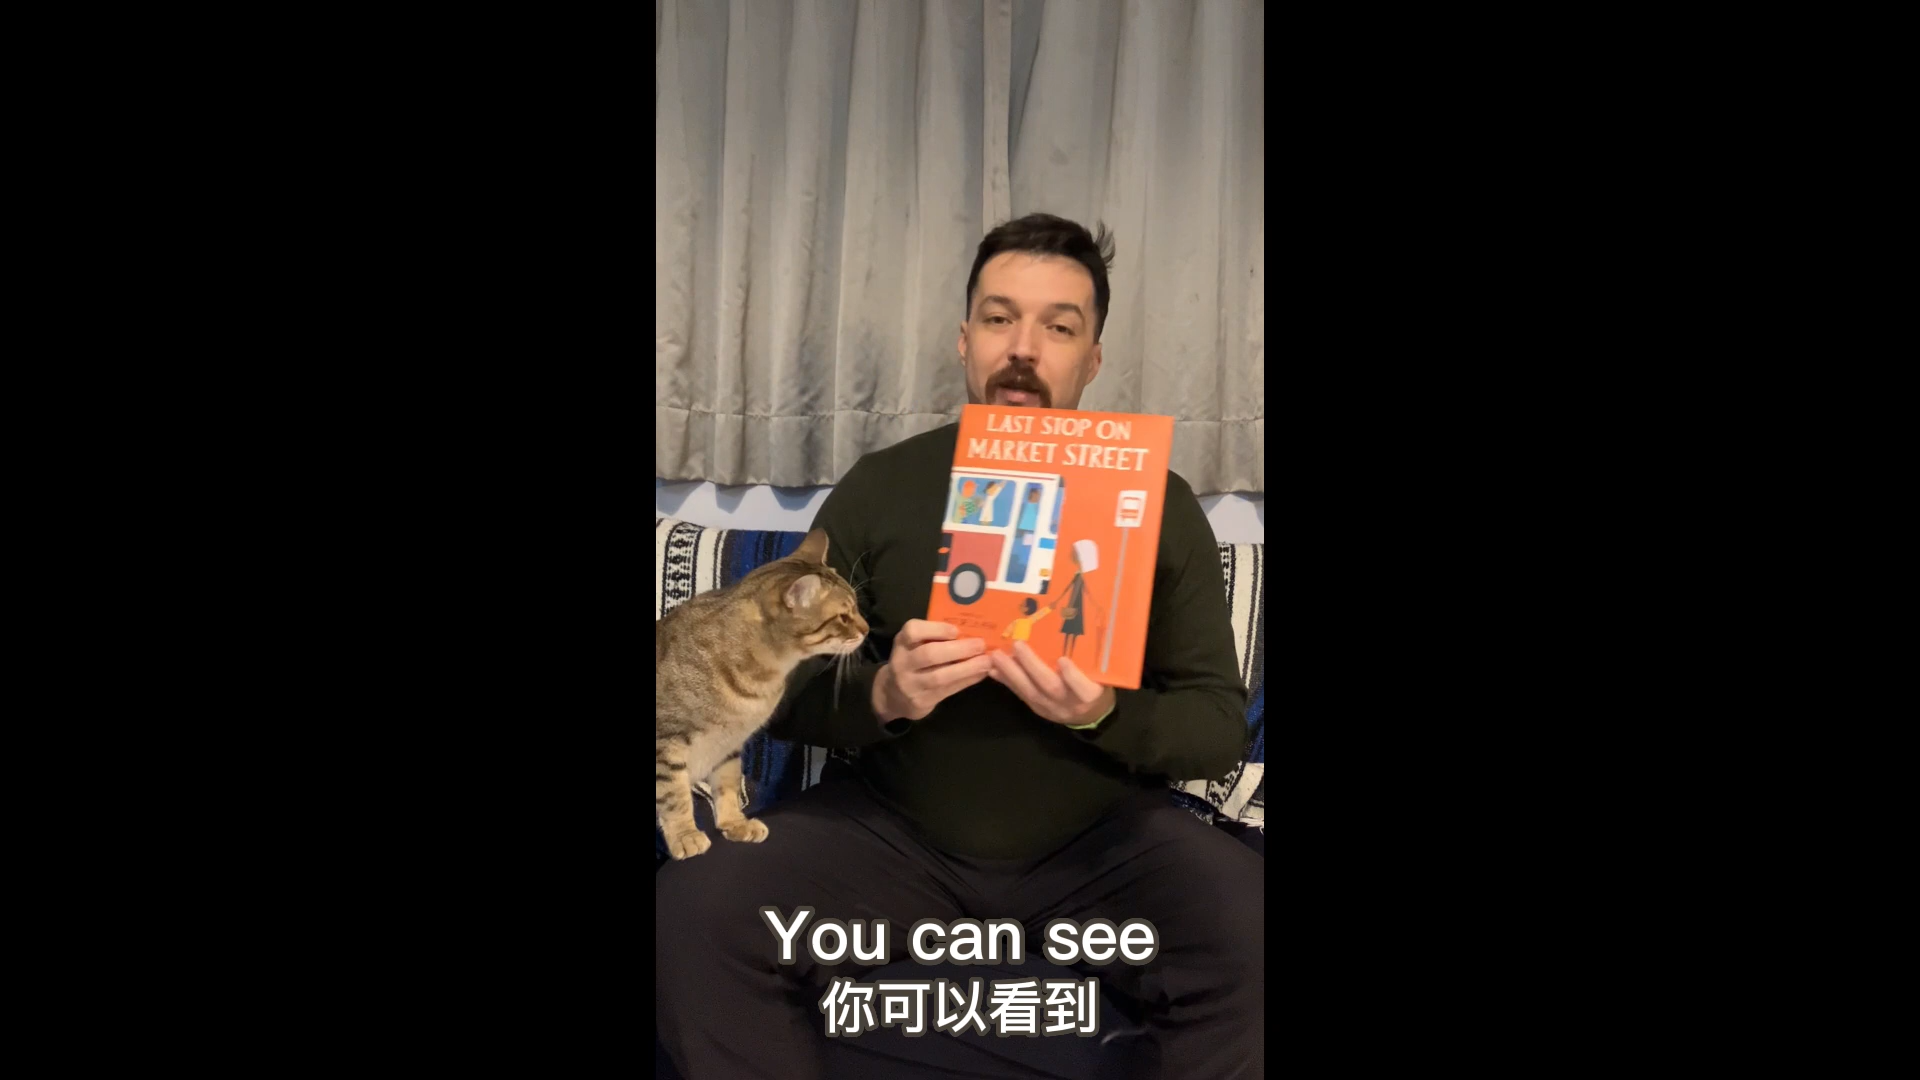 LAST STOP ON
MARKET STREET
You can see
你可以看到